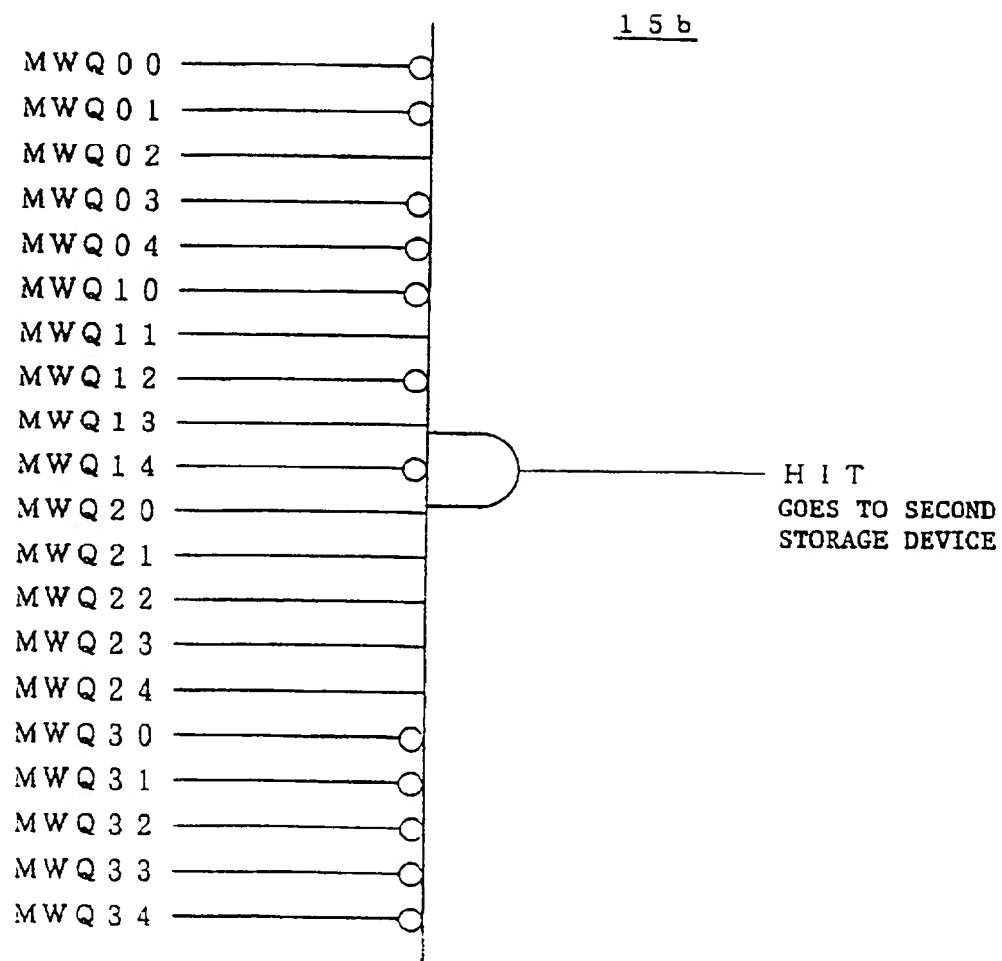 15b
MWQ00
MWQ01
MWQ02
MWQ03
MWQ04
MWQ10
MWQ11
MWQ12
MWQ13
MWQ14
MWQ20
MWQ21
MWQ22
MWQ23
MWQ24
MWQ30
MWQ31
MWQ32
MWQ33
MWQ34
HIT
GOES TO SECOND
STORAGE DEVICE